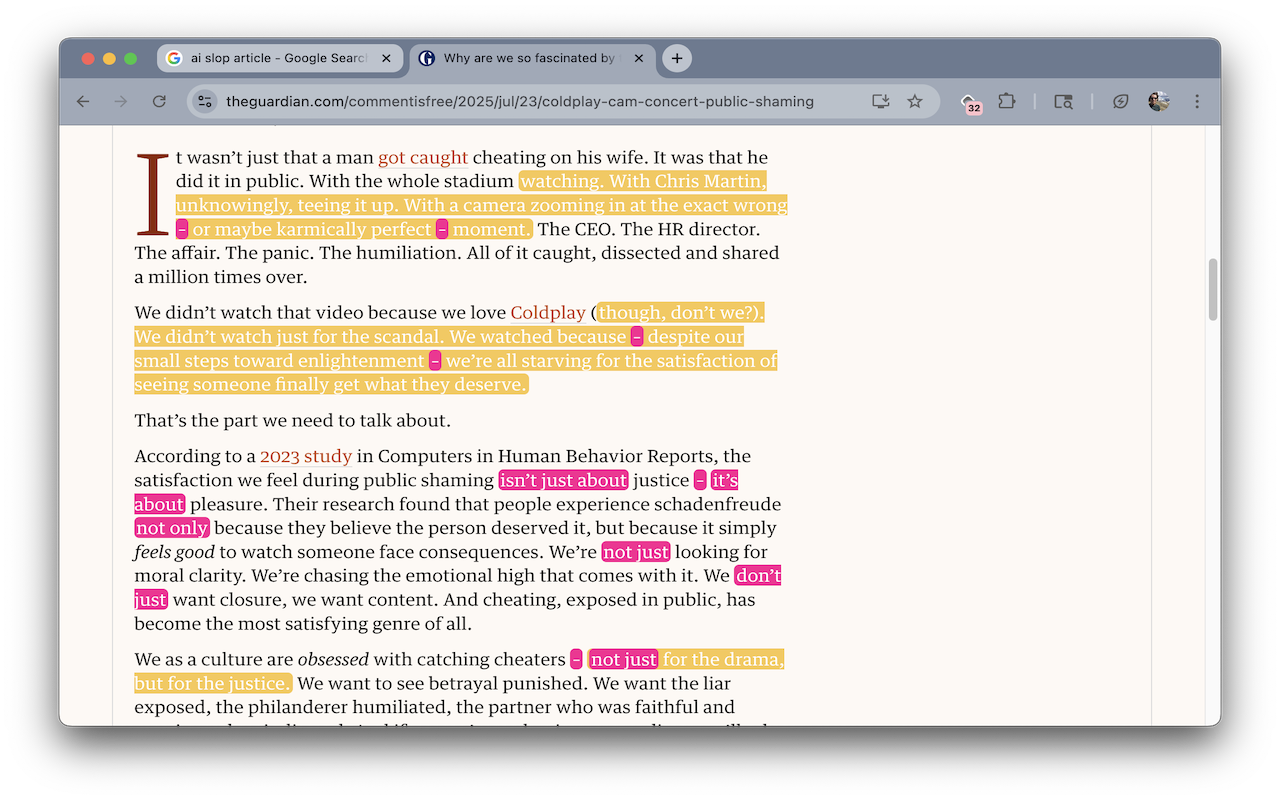 ai slop article - Google Search
Why are we so fascinated by
theguardian.com/commentisfree/2025/jul/23/coldplay-cam-concert-public-shaming
32
It wasn’t just that a man got caught cheating on his wife. It was that he
did it in public. With the whole stadium watching. With Chris Martin,
unknowingly, teeing it up. With a camera zooming in at the exact wrong
– or maybe karmically perfect – moment. The CEO. The HR director.
The affair. The panic. The humiliation. All of it caught, dissected and shared
a million times over.
We didn’t watch that video because we love Coldplay (though, don’t we?).
We didn’t watch just for the scandal. We watched because – despite our
small steps toward enlightenment – we’re all starving for the satisfaction of
seeing someone finally get what they deserve.
That’s the part we need to talk about.
According to a 2023 study in Computers in Human Behavior Reports, the
satisfaction we feel during public shaming isn’t just about justice – it’s
about pleasure. Their research found that people experience schadenfreude
not only because they believe the person deserved it, but because it simply
feels good to watch someone face consequences. We’re not just looking for
moral clarity. We’re chasing the emotional high that comes with it. We don’t
just want closure, we want content. And cheating, exposed in public, has
become the most satisfying genre of all.
We as a culture are obsessed with catching cheaters – not just for the drama,
but for the justice. We want to see betrayal punished. We want the liar
exposed, the philanderer humiliated, the partner who was faithful and